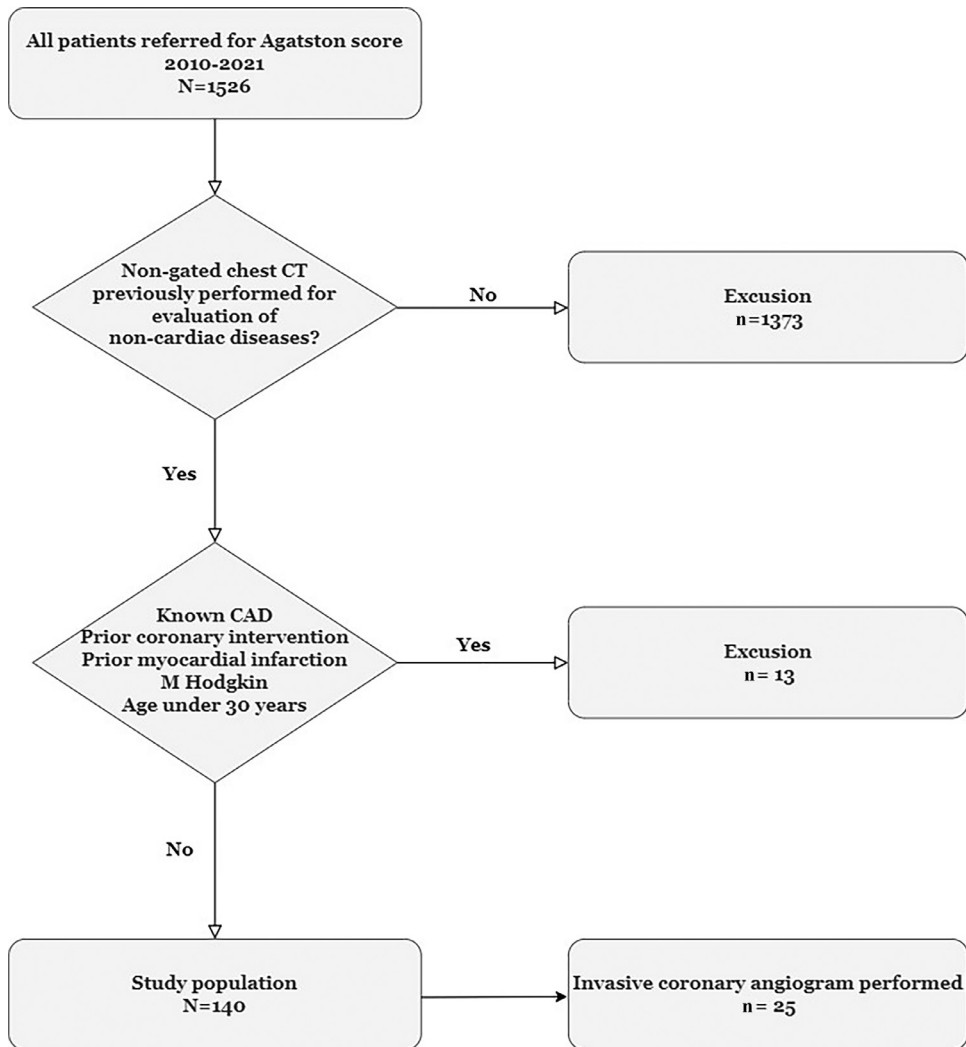 All patients referred for Agatston score
2010-2021
N=1526
Non-gated chest CT
previously performed for
evaluation of
non-cardiac diseases?
No
Excusion
n=1373
Yes
Known CAD
Prior coronary intervention
Prior myocardial infarction
M Hodgkin
Age under 30 years
Yes
Excusion
n= 13
No
Study population
N=140
Invasive coronary angiogram performed
n = 25